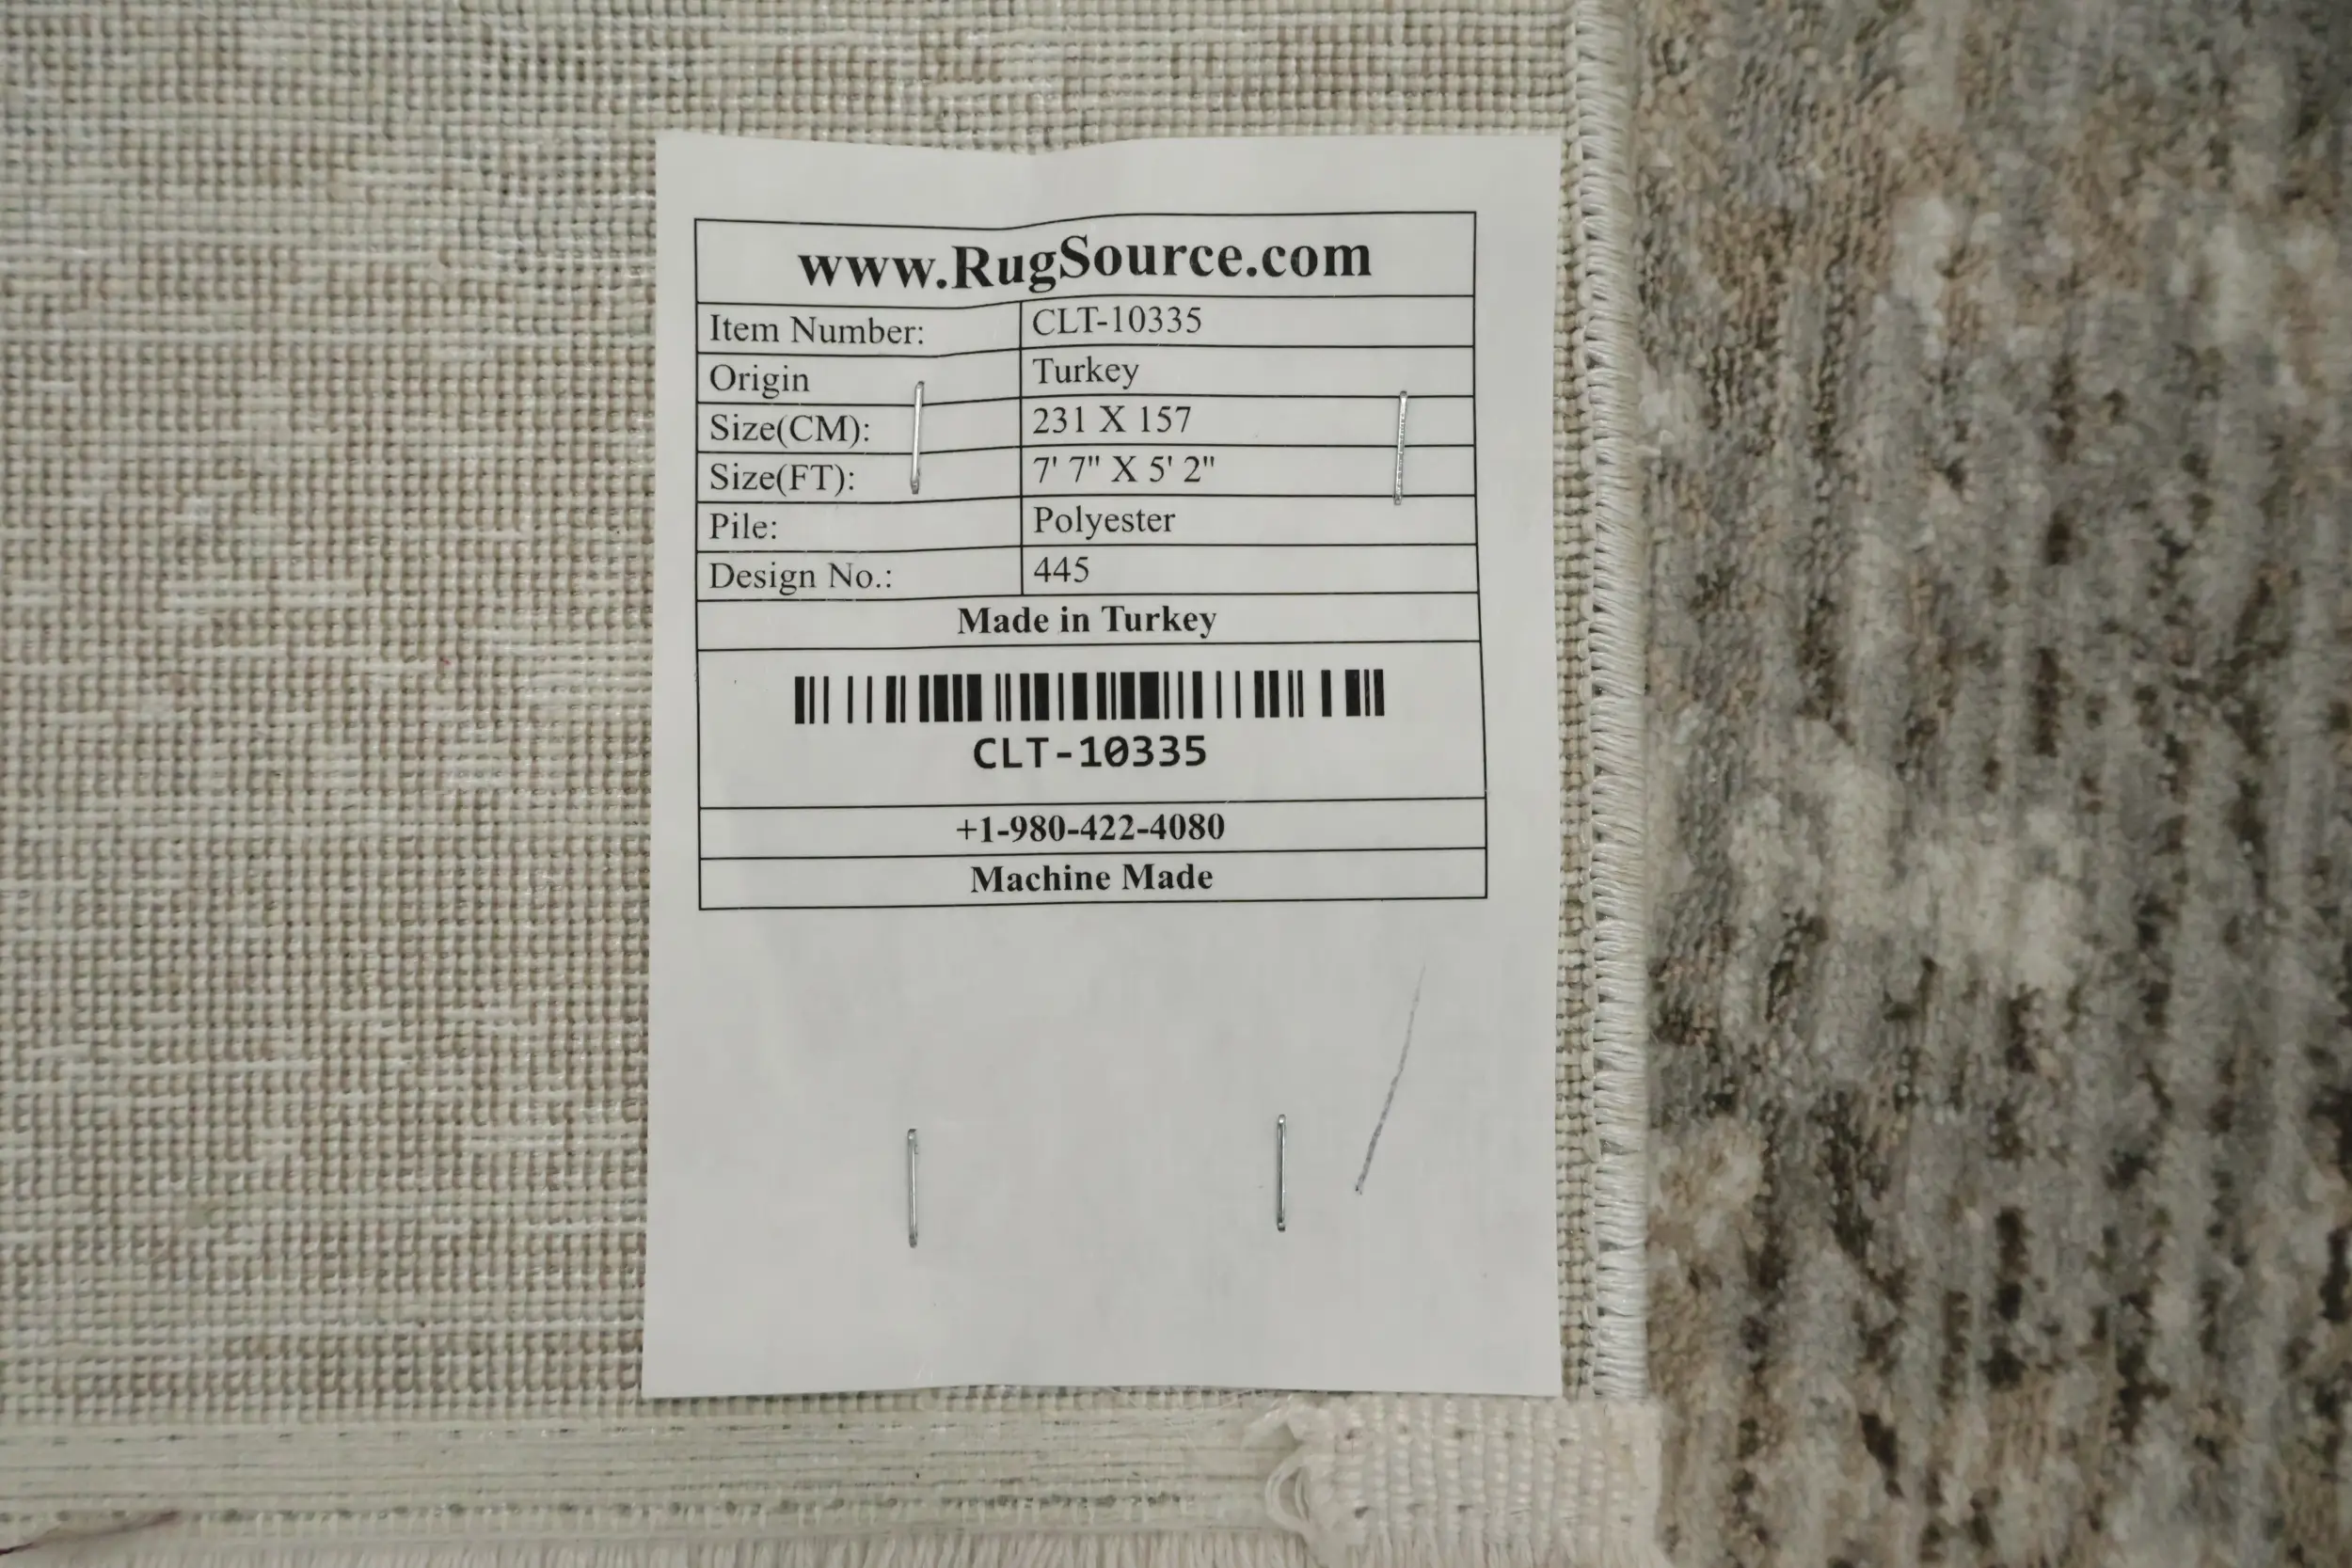 www.RugSource.com
Item Number: CLT-10335
Origin Turkey
Size(CM): 231 X 157
Size(FT): 7' 7" X 5' 2"
Pile: Polyester
Design No.: 445
Made in Turkey
CLT-10335
+1-980-422-4080
Machine Made